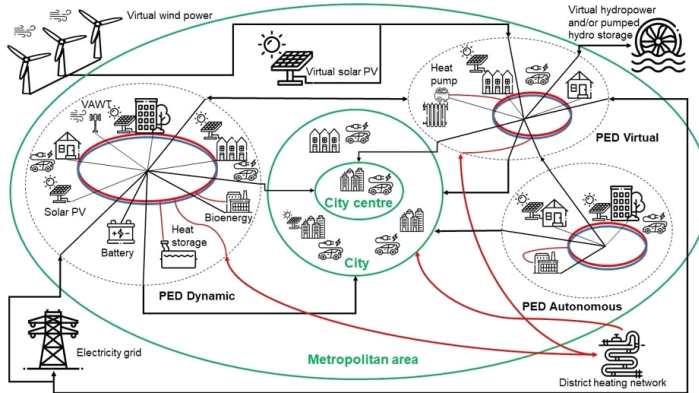 Virtual wind power
Virtual solar PV
Virtual hydropower
and/or pumped
hydro storage
Heat
pump
VAWT
PED Virtual
Solar PV
Bioenergy
Battery
Heat
storage
PED Dynamic
City centre
City
PED Autonomous
Electricity grid
Metropolitan area
District heating network